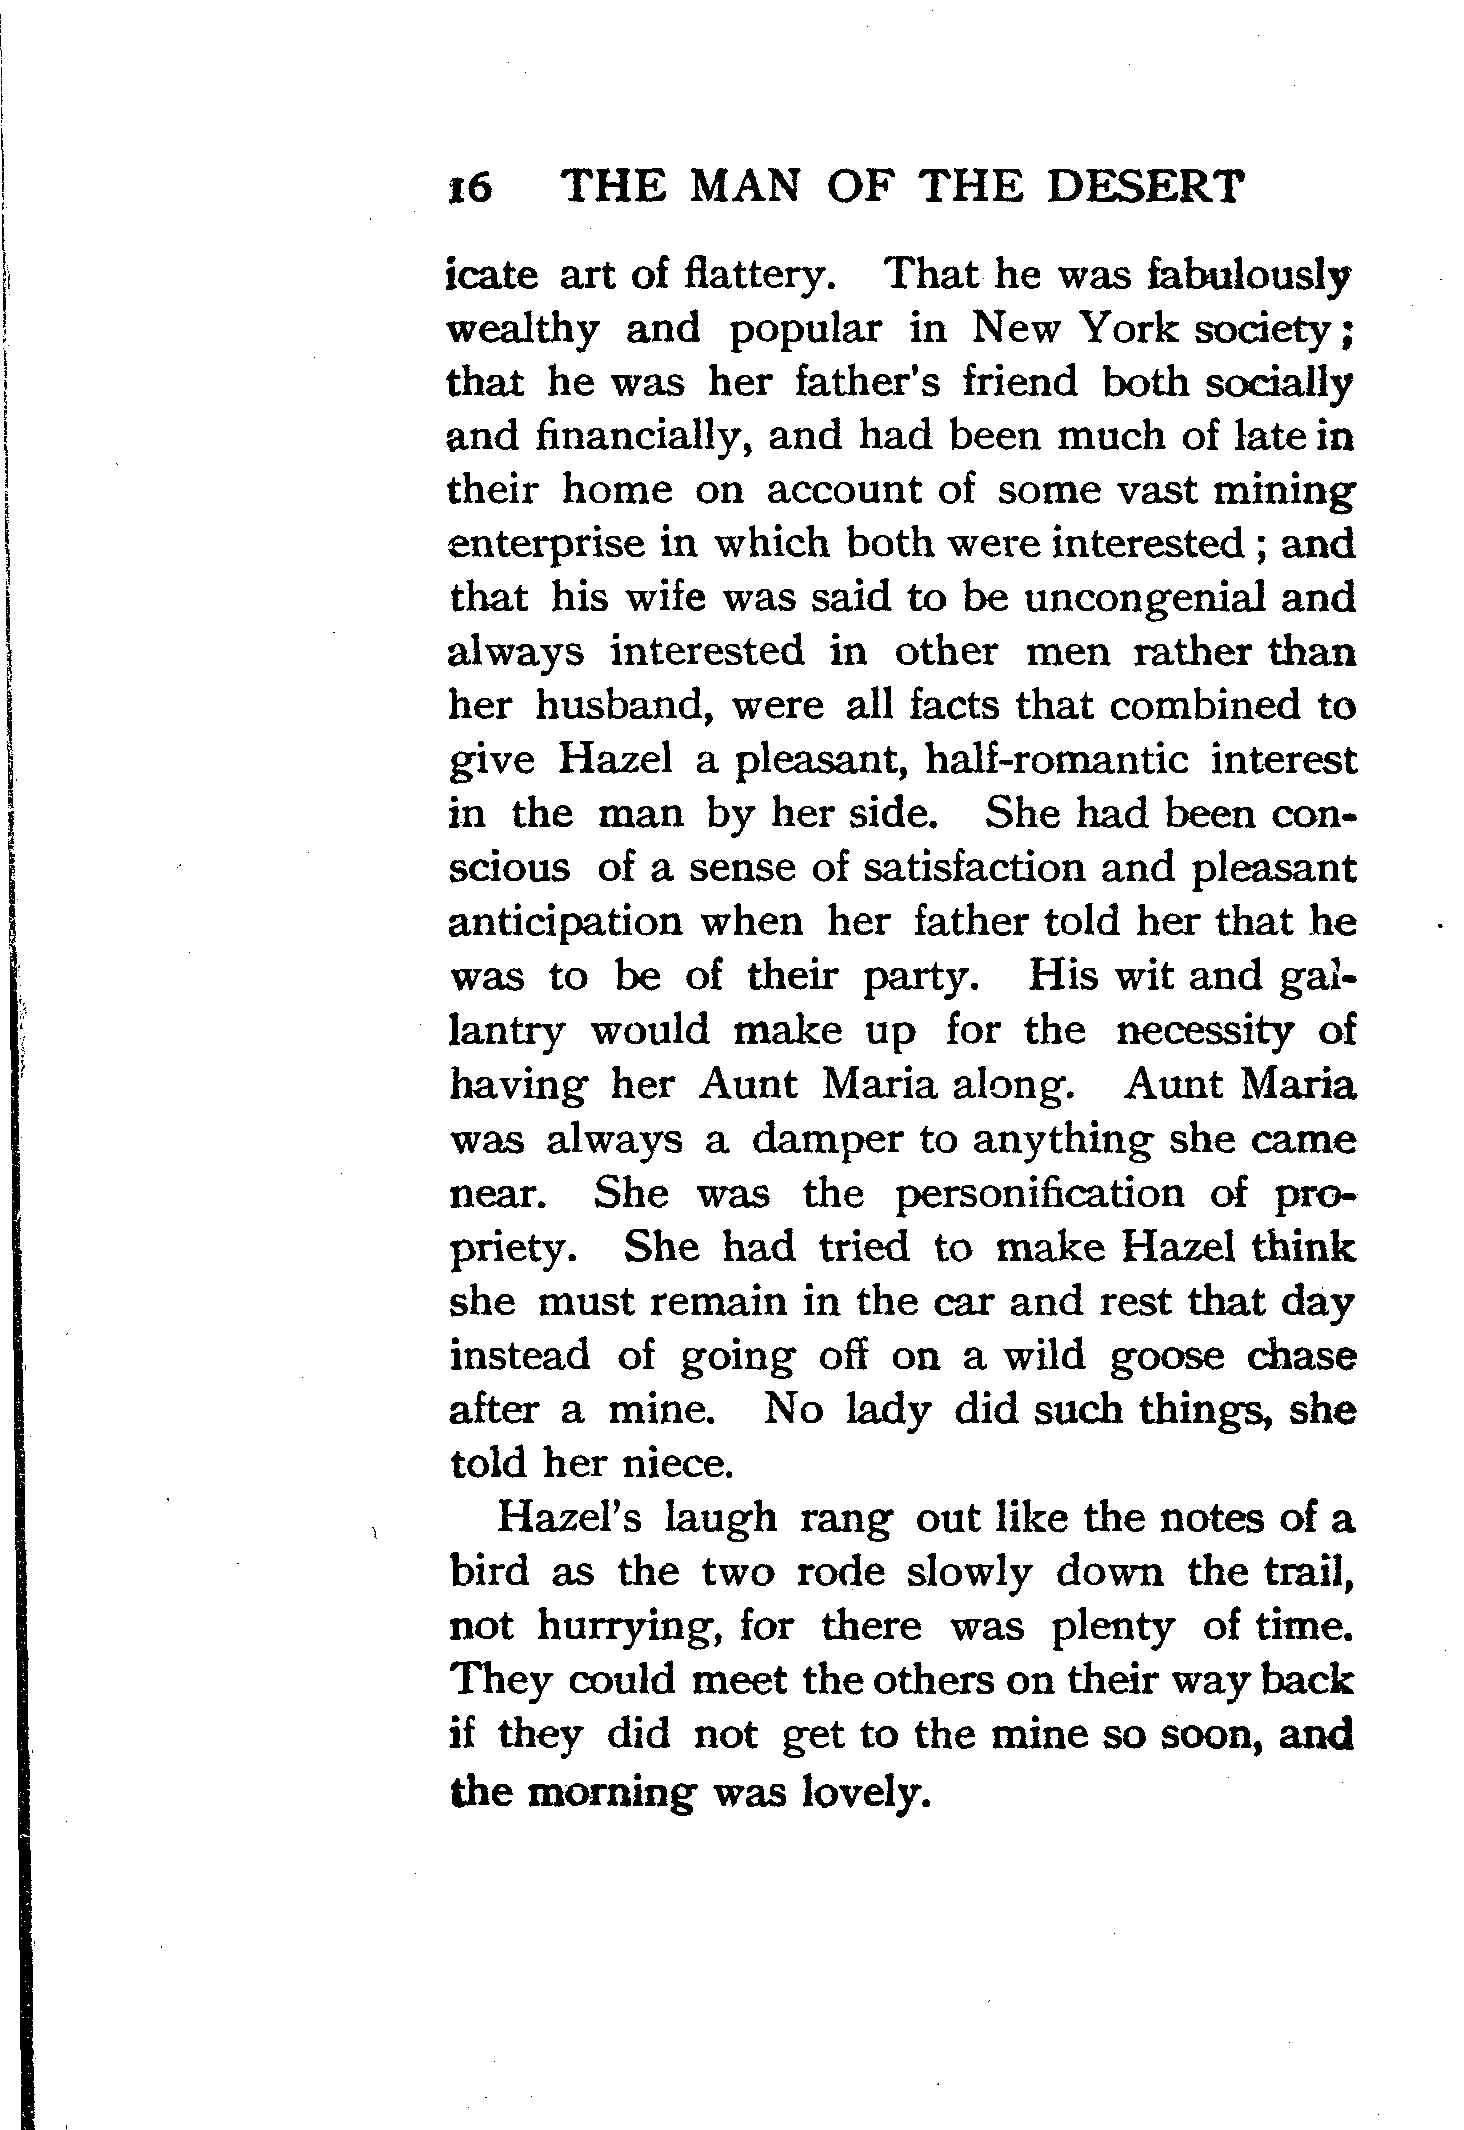 16 THE MAN OF THE DESERT
icate art of flattery. That he was fabulously
wealthy and popular in New York society;
that he was her father's friend both socially
and financially, and had been much of late in
their home on account of some vast mining
enterprise in which both were interested; and
that his wife was said to be uncongenial and
always interested in other men rather than
her husband, were all facts that combined to
give Hazel a pleasant, half-romantic interest
in the man by her side. She had been con-
scious of a sense of satisfaction and pleasant
anticipation when her father told her that he
was to be of their party. His wit and gal-
lantry would make up for the necessity of
having her Aunt Maria along. Aunt Maria
was always a damper to anything she came
near. She was the personification of pro-
priety. She had tried to make Hazel think
she must remain in the car and rest that day
instead of going off on a wild goose chase
after a mine. No lady did such things, she
told her niece.
Hazel's laugh rang out like the notes of a
bird as the two rode slowly down the trail,
not hurrying, for there was plenty of time.
They could meet the others on their way back
if they did not get to the mine so soon, and
the morning was lovely.